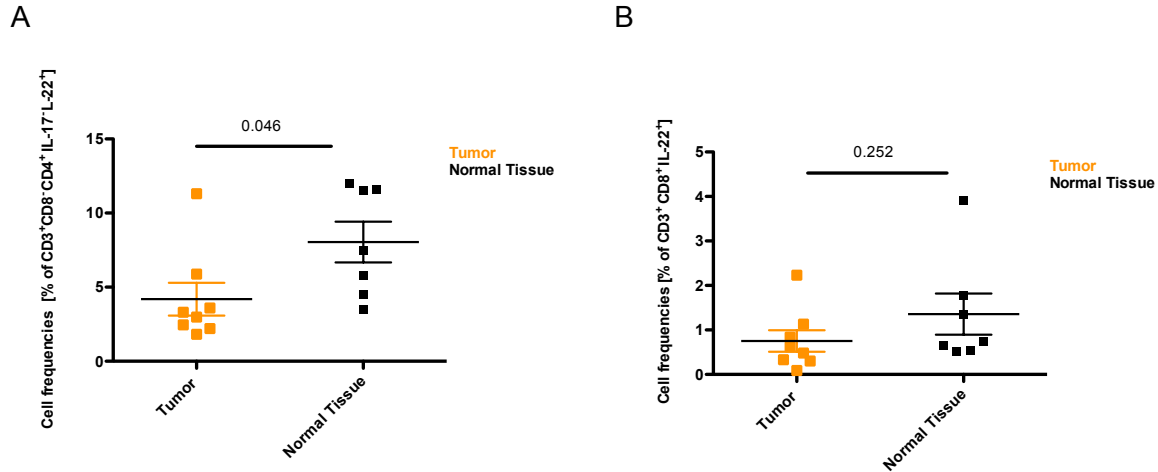 A
Cell frequencies [% of CD3⁺CD8⁻CD4⁺IL-17⁻L-22⁺]
0.046
15
10
5
0
Tumor
Normal Tissue
Tumor
Normal Tissue
B
Cell frequencies [% of CD3⁺CD8⁺IL-22⁺]
0.252
5
4
3
2
1
0
Tumor
Normal Tissue
Tumor
Normal Tissue